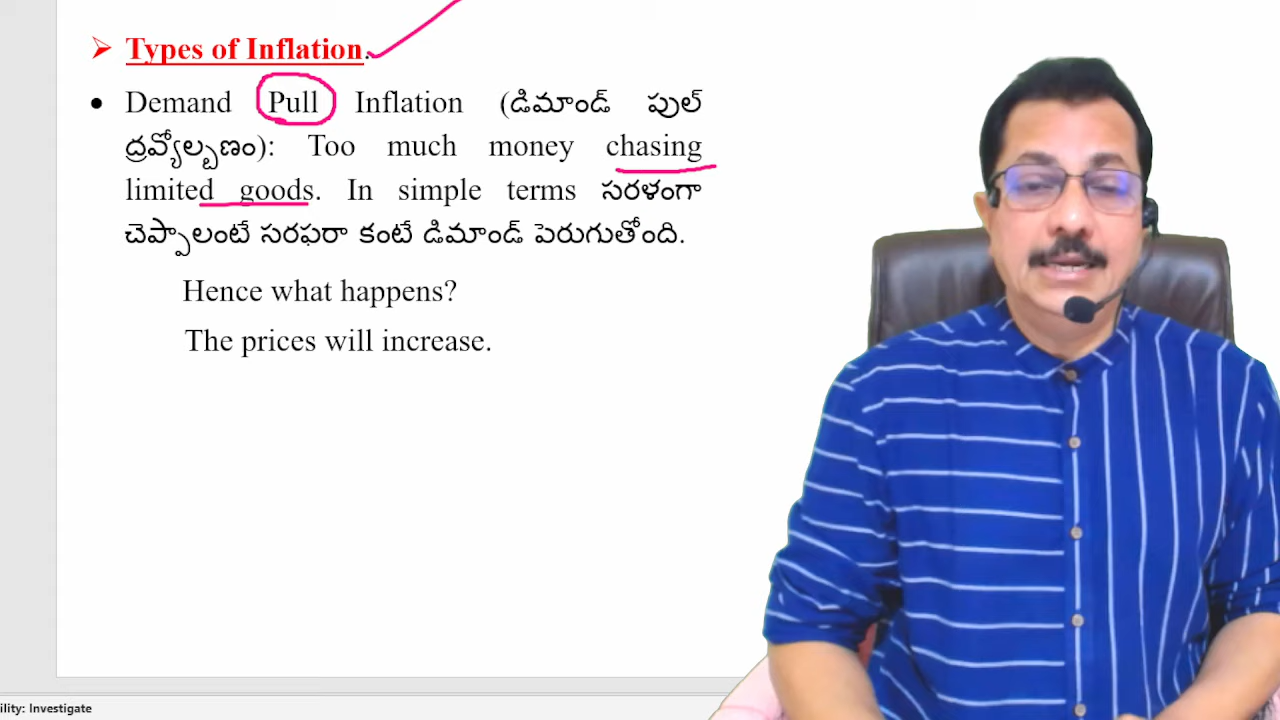 Types of Inflation.
Demand Pull Inflation (డిమాండ్ పుల్
ద్రవ్యోల్బణం): Too much money chasing
limited goods. In simple terms సరళంగా
చెప్పాలంటే సరఫరా కంటే డిమాండ్ పెరుగుతోంది.
Hence what happens?
The prices will increase.
ility: Investigate